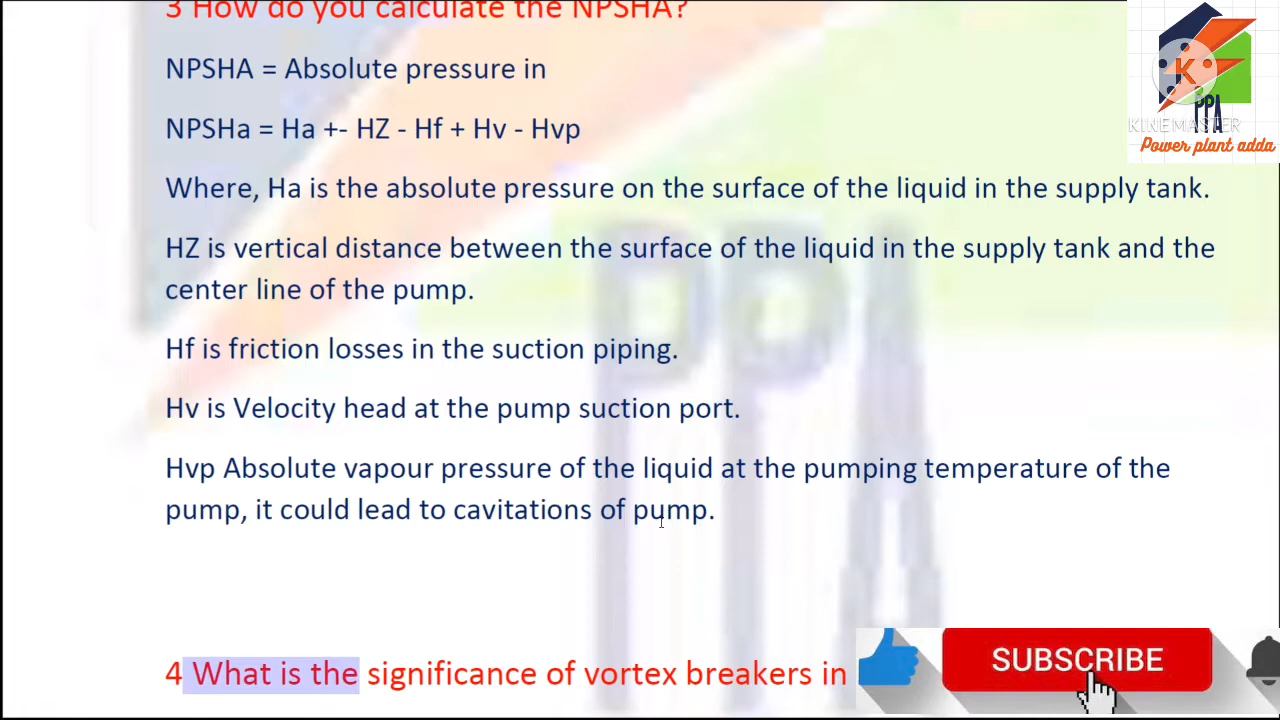 3 How do you calculate the NPSHA?
NPSHA = Absolute pressure in
NPSHa = Ha +- HZ - Hf + Hv - Hvp
Where, Ha is the absolute pressure on the surface of the liquid in the supply tank.
HZ is vertical distance between the surface of the liquid in the supply tank and the
center line of the pump.
Hf is friction losses in the suction piping.
Hv is Velocity head at the pump suction port.
Hvp Absolute vapour pressure of the liquid at the pumping temperature of the
pump, it could lead to cavitations of pump.
4 What is the significance of vortex breakers in
SUBSCRIBE
K
PPA
KINEMASTER
Power plant adda
PPA